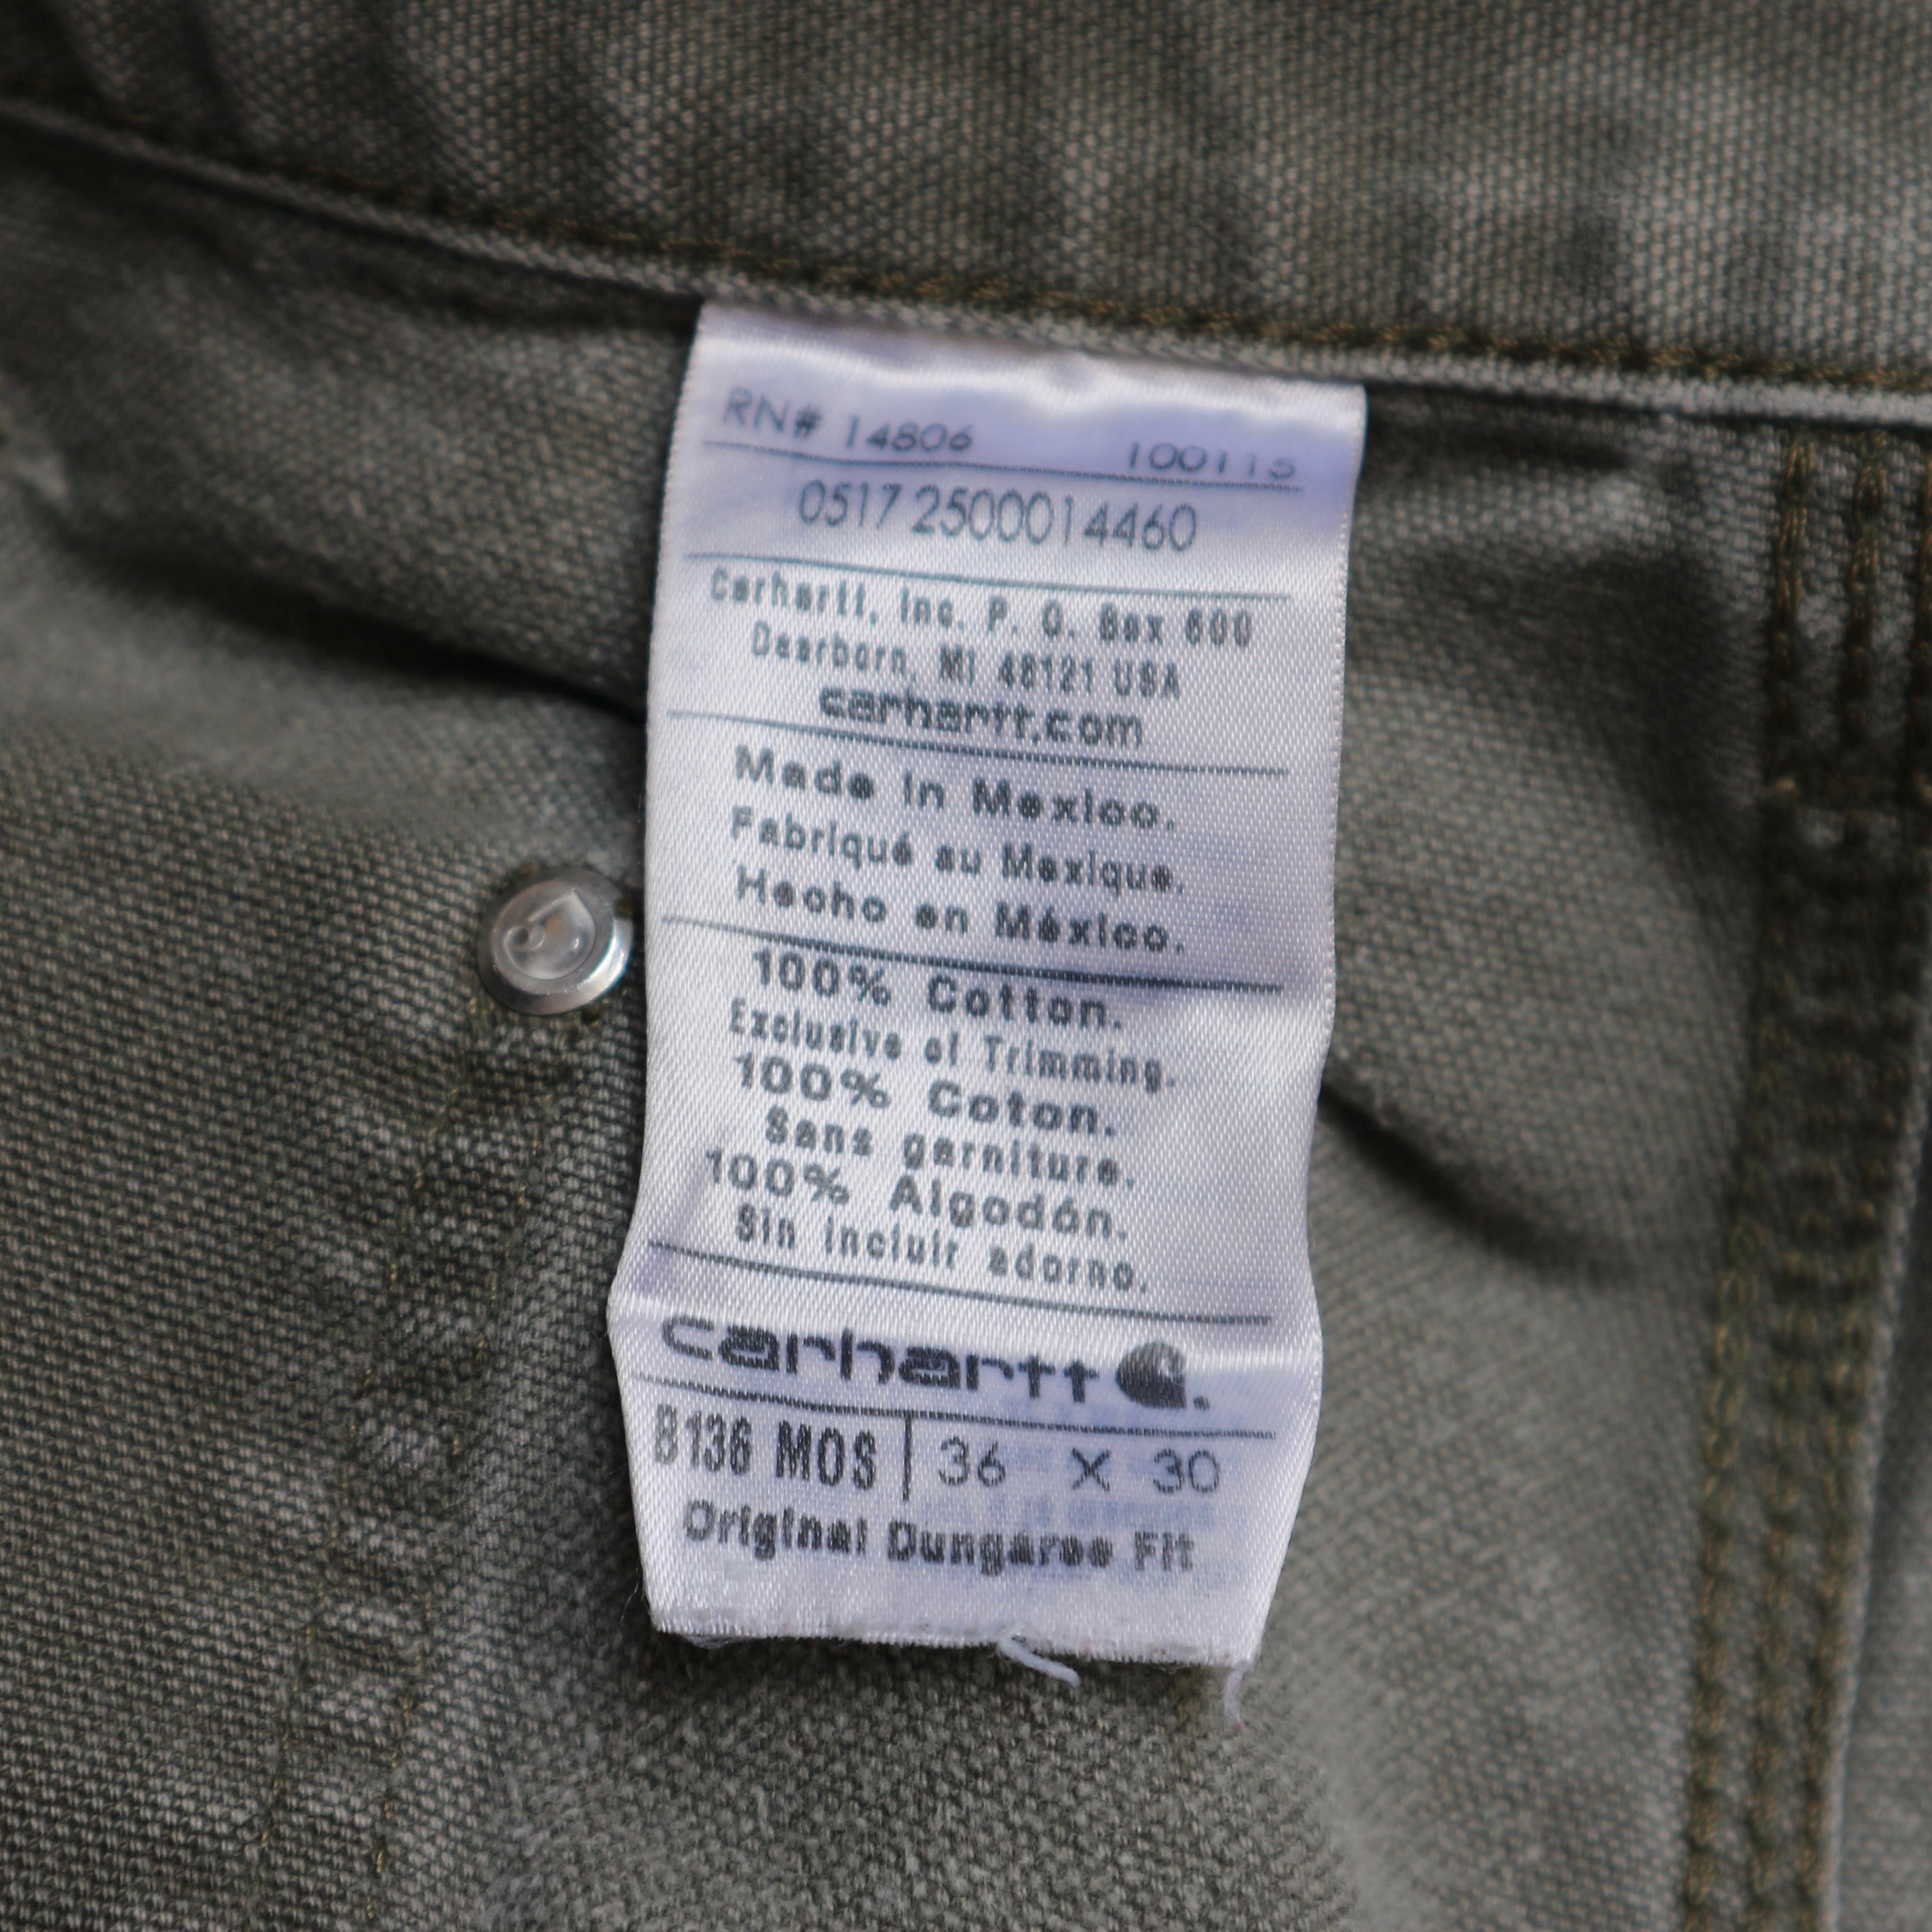 RN# 14806 100115
0517 2500014460
Carhartt, Inc. P. O. Box 600
Dearborn, MI 48121 USA
carhartt.com
Made in Mexico.
Fabriqué au Mexique.
Hecho en México.
100% Cotton.
Exclusive of Trimming.
100% Coton.
Sans garniture.
100% Algodón.
Sin incluir adorno.
carhartt
B136 MOS | 36 X 30
Original Dungaree Fit